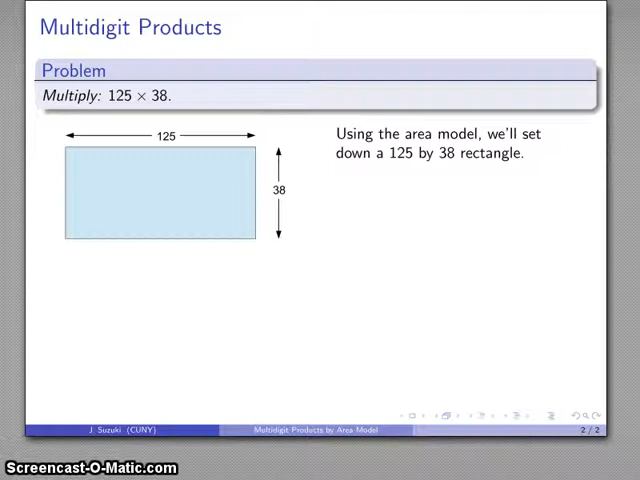 Multidigit Products
Problem
Multiply: 125 × 38.
125
38
Using the area model, we'll set
down a 125 by 38 rectangle.
J. Suzuki (CUNY)
Multidigit Products by Area Model
2 / 2
Screencast-O-Matic.com